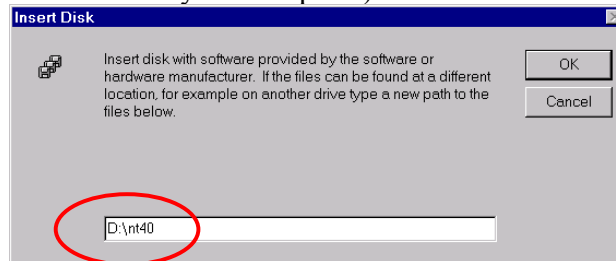 Insert Disk
Insert disk with software provided by the software or
hardware manufacturer. If the files can be found at a different
location, for example on another drive type a new path to the
files below.
OK
Cancel
D:\nt40